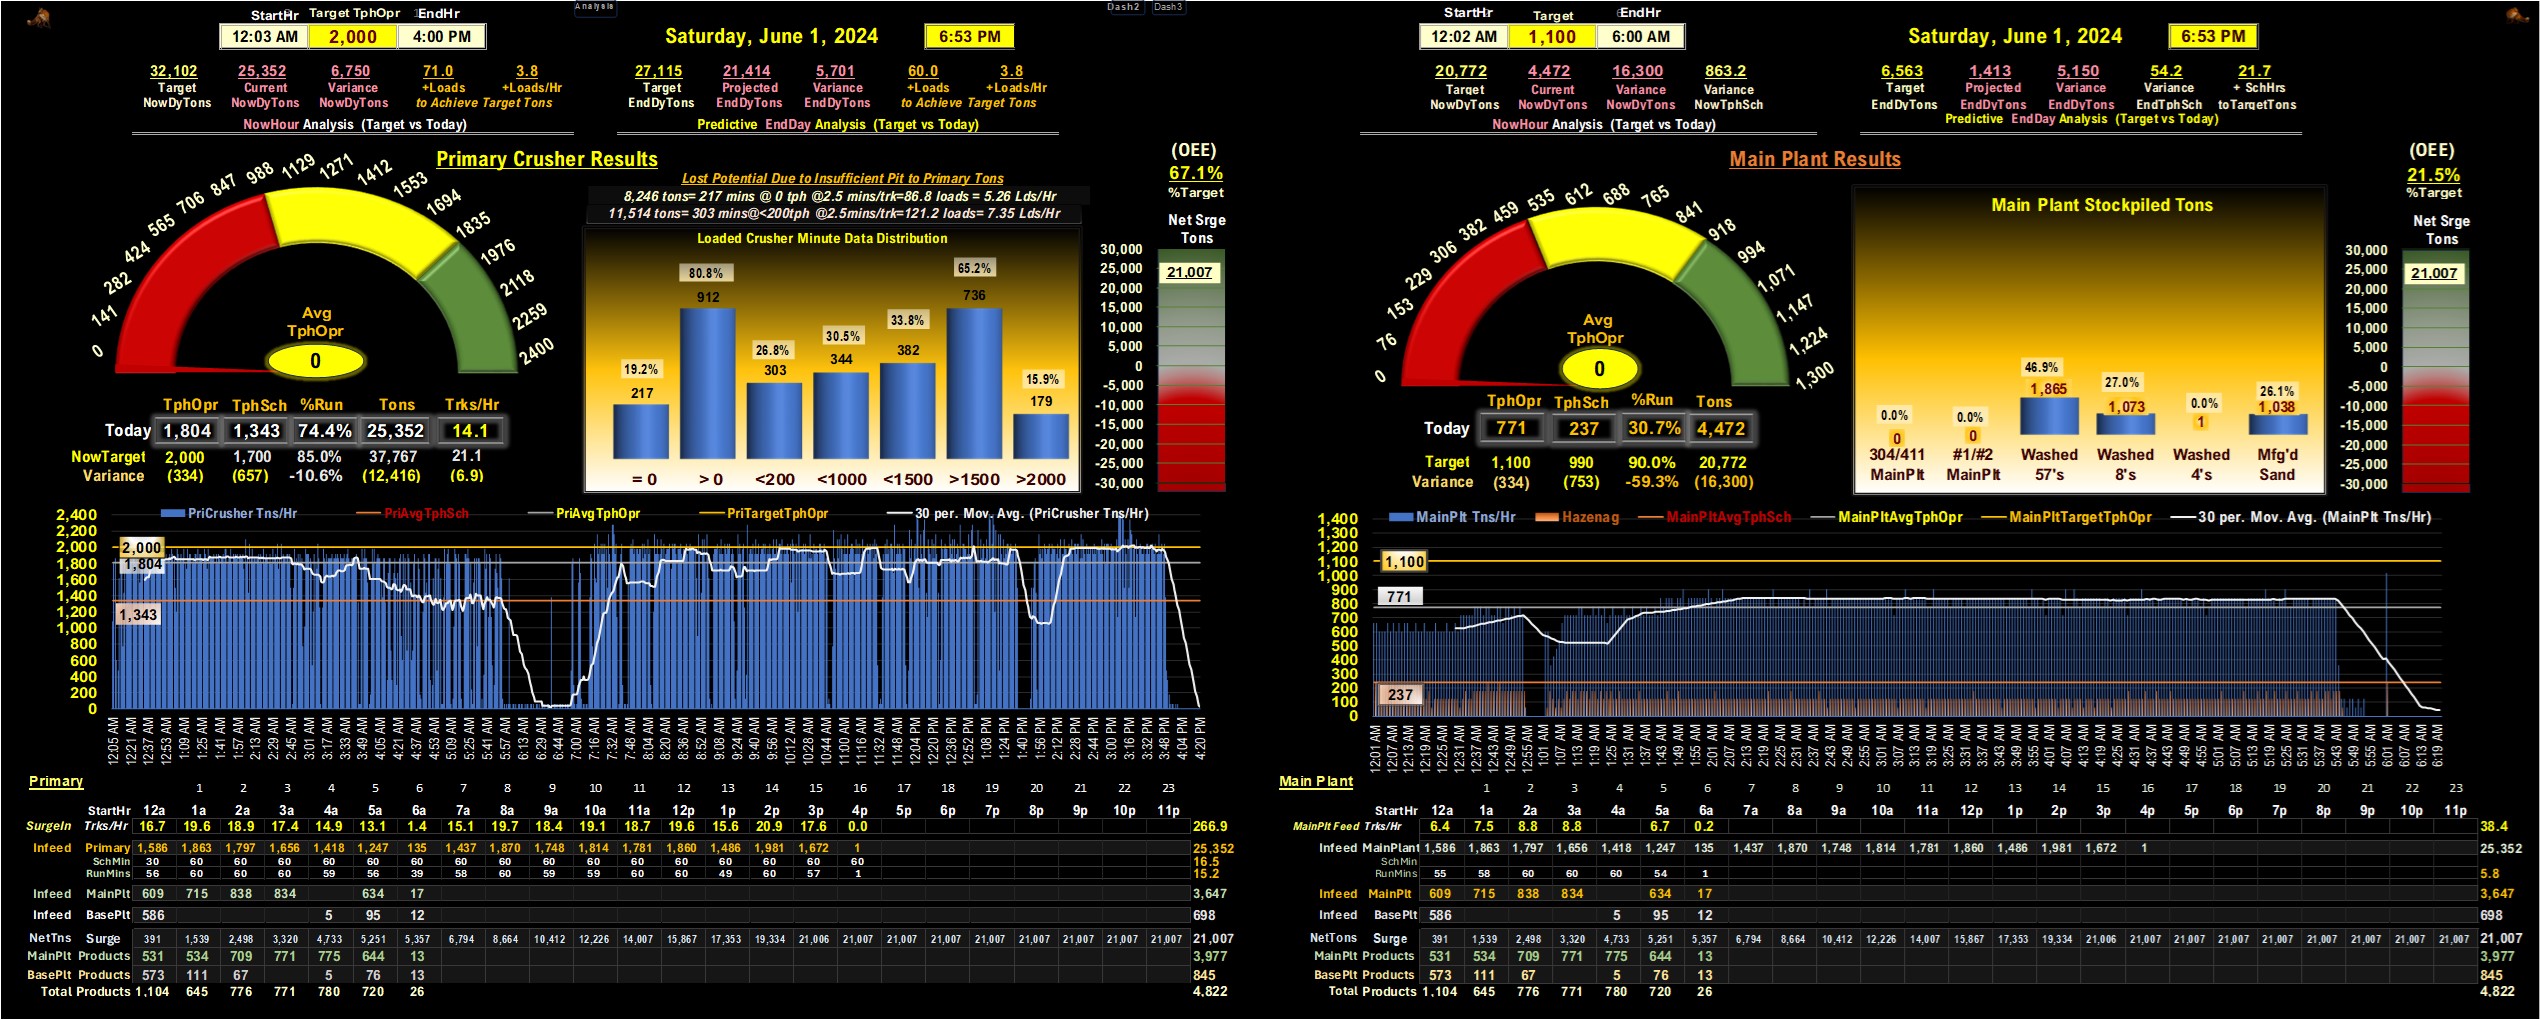 Analysis
Dash2 Dash3
StartHr Target TphOpr EndHr
12:03 AM 2,000 4:00 PM
Saturday, June 1, 2024 6:53 PM
32,102 25,352 6,750 71.0 3.8
Target Current Variance +Loads +Loads/Hr
NowDyTons NowDyTons NowDyTons to Achieve Target Tons
NowHour Analysis (Target vs Today)
27,115 21,414 5,701 60.0 3.8
Target Projected Variance +Loads +Loads/Hr
EndDyTons EndDyTons EndDyTons to Achieve Target Tons
Predictive EndDay Analysis (Target vs Today)
Primary Crusher Results
Lost Potential Due to Insufficient Pit to Primary Tons
8,246 tons= 217 mins @ 0 tph @2.5 mins/trk=86.8 loads = 5.26 Lds/Hr
11,514 tons= 303 mins@<200tph @2.5mins/trk=121.2 loads= 7.35 Lds/Hr
(OEE)
67.1%
%Target
Net Srge
Tons
30,000
25,000
21,007
20,000
15,000
10,000
5,000
0
-5,000
-10,000
-15,000
-20,000
-25,000
-30,000
0 141 282 424 565 706 847 988 1129 1271 1412 1553 1694 1835 1976 2118 2259 2400
Avg
TphOpr
0
Loaded Crusher Minute Data Distribution
19.2% 80.8% 26.8% 30.5% 33.8% 65.2% 15.9%
217 912 303 344 382 736 179
= 0 > 0 <200 <1000 <1500 >1500 >2000
TphOpr TphSch %Run Tons Trks/Hr
Today 1,804 1,343 74.4% 25,352 14.1
NowTarget 2,000 1,700 85.0% 37,767 21.1
Variance (334) (657) -10.6% (12,416) (6.9)
PriCrusher Tns/Hr PriAvgTphSch PriAvgTphOpr PriTargetTphOpr 30 per. Mov. Avg. (PriCrusher Tns/Hr)
2,400
2,200
2,000
1,800
1,600
1,400
1,200
1,000
800
600
400
200
0
2,000
1,804
1,343
12:05 AM 12:21 AM 12:37 AM 12:53 AM 1:09 AM 1:25 AM 1:41 AM 1:57 AM 2:13 AM 2:29 AM 2:45 AM 3:01 AM 3:17 AM 3:33 AM 3:49 AM 4:05 AM 4:21 AM 4:37 AM 4:53 AM 5:09 AM 5:25 AM 5:41 AM 5:57 AM 6:13 AM 6:29 AM 6:45 AM 7:00 AM 7:16 AM 7:32 AM 7:48 AM 8:04 AM 8:20 AM 8:36 AM 8:52 AM 9:08 AM 9:24 AM 9:40 AM 9:56 AM 10:12 AM 10:28 AM 10:44 AM 11:00 AM 11:16 AM 11:32 AM 11:48 AM 12:04 PM 12:20 PM 12:36 PM 12:52 PM 1:08 PM 1:24 PM 1:40 PM 1:56 PM 2:12 PM 2:28 PM 2:44 PM 3:00 PM 3:16 PM 3:32 PM 3:48 PM 4:04 PM 4:20 PM
Primary
1 2 3 4 5 6 7 8 9 10 11 12 13 14 15 16 17 18 19 20 21 22 23
StartHr 12a 1a 2a 3a 4a 5a 6a 7a 8a 9a 10a 11a 12p 1p 2p 3p 4p 5p 6p 7p 8p 9p 10p 11p
SurgeIn Trks/Hr 16.7 19.6 18.9 17.4 14.9 13.1 1.4 15.1 19.7 18.4 19.1 18.7 19.6 15.6 20.9 17.6 0.0 266.9
Infeed Primary 1,586 1,863 1,797 1,656 1,418 1,247 135 1,437 1,870 1,748 1,814 1,781 1,860 1,486 1,981 1,672 1 25,352
SchMin 30 60 60 60 60 60 60 60 60 60 60 60 60 60 60 60 60 16.5
RunMins 56 60 60 60 59 56 39 58 60 59 59 60 60 49 60 57 1 15.2
Infeed MainPlt 609 715 838 834 634 17 3,647
Infeed BasePlt 586 5 95 12 698
NetTns Surge 391 1,539 2,498 3,320 4,733 5,251 5,357 6,794 8,664 10,412 12,226 14,007 15,867 17,353 19,334 21,006 21,007 21,007 21,007 21,007 21,007 21,007 21,007 21,007 21,007
MainPlt Products 531 534 709 771 775 644 13 3,977
BasePlt Products 573 111 67 5 76 13 845
Total Products 1,104 645 776 771 780 720 26 4,822
StartHr Target EndHr
12:02 AM 1,100 6:00 AM
Saturday, June 1, 2024 6:53 PM
20,772 4,472 16,300 863.2
Target Current Variance Variance
NowDyTons NowDyTons NowDyTons NowTphSch
NowHour Analysis (Target vs Today)
6,563 1,413 5,150 54.2 21.7
Target Projected Variance Variance + SchHrs
EndDyTons EndDyTons EndDyTons EndTphSch toTargetTons
Predictive EndDay Analysis (Target vs Today)
Main Plant Results
(OEE)
21.5%
%Target
Net Srge
Tons
30,000
25,000
21,007
20,000
15,000
10,000
5,000
0
-5,000
-10,000
-15,000
-20,000
-25,000
-30,000
0 76 153 229 306 382 459 535 612 688 765 841 918 994 1,071 1,147 1,224 1,300
Avg
TphOpr
0
Main Plant Stockpiled Tons
0.0% 0.0% 46.9% 27.0% 0.0% 26.1%
0 0 1,865 1,073 1 1,038
304/411 #1/#2 Washed Washed Washed Mfg'd
MainPlt MainPlt 57's 8's 4's Sand
TphOpr TphSch %Run Tons
Today 771 237 30.7% 4,472
Target 1,100 990 90.0% 20,772
Variance (334) (753) -59.3% (16,300)
MainPlt Tns/Hr Hazenag MainPltAvgTphSch MainPltAvgTphOpr MainPltTargetTphOpr 30 per. Mov. Avg. (MainPlt Tns/Hr)
1,400
1,300
1,200
1,100
1,000
900
800
700
600
500
400
300
200
100
0
1,100
771
237
12:01 AM 12:07 AM 12:13 AM 12:19 AM 12:25 AM 12:31 AM 12:37 AM 12:43 AM 12:49 AM 12:55 AM 1:01 AM 1:07 AM 1:13 AM 1:19 AM 1:25 AM 1:31 AM 1:37 AM 1:43 AM 1:49 AM 1:55 AM 2:01 AM 2:07 AM 2:13 AM 2:19 AM 2:25 AM 2:31 AM 2:37 AM 2:43 AM 2:49 AM 2:55 AM 3:01 AM 3:07 AM 3:13 AM 3:19 AM 3:25 AM 3:31 AM 3:37 AM 3:43 AM 3:49 AM 3:55 AM 4:01 AM 4:07 AM 4:13 AM 4:19 AM 4:25 AM 4:31 AM 4:37 AM 4:43 AM 4:49 AM 4:55 AM 5:01 AM 5:07 AM 5:13 AM 5:19 AM 5:25 AM 5:31 AM 5:37 AM 5:43 AM 5:49 AM 5:55 AM 6:01 AM 6:07 AM 6:13 AM 6:19 AM
Main Plant
1 2 3 4 5 6 7 8 9 10 11 12 13 14 15 16 17 18 19 20 21 22 23
StartHr 12a 1a 2a 3a 4a 5a 6a 7a 8a 9a 10a 11a 12p 1p 2p 3p 4p 5p 6p 7p 8p 9p 10p 11p
MainPlt Feed Trks/Hr 6.4 7.5 8.8 8.8 6.7 0.2 38.4
Infeed MainPlant 1,586 1,863 1,797 1,656 1,418 1,247 135 1,437 1,870 1,748 1,814 1,781 1,860 1,486 1,981 1,672 1 25,352
SchMin
RunMins 55 58 60 60 60 54 1 5.8
Infeed MainPlt 609 715 838 834 634 17 3,647
Infeed BasePlt 586 5 95 12 698
NetTons Surge 391 1,539 2,498 3,320 4,733 5,251 5,357 6,794 8,664 10,412 12,226 14,007 15,867 17,353 19,334 21,006 21,007 21,007 21,007 21,007 21,007 21,007 21,007 21,007 21,007
MainPlt Products 531 534 709 771 775 644 13 3,977
BasePlt Products 573 111 67 5 76 13 845
Total Products 1,104 645 776 771 780 720 26 4,822